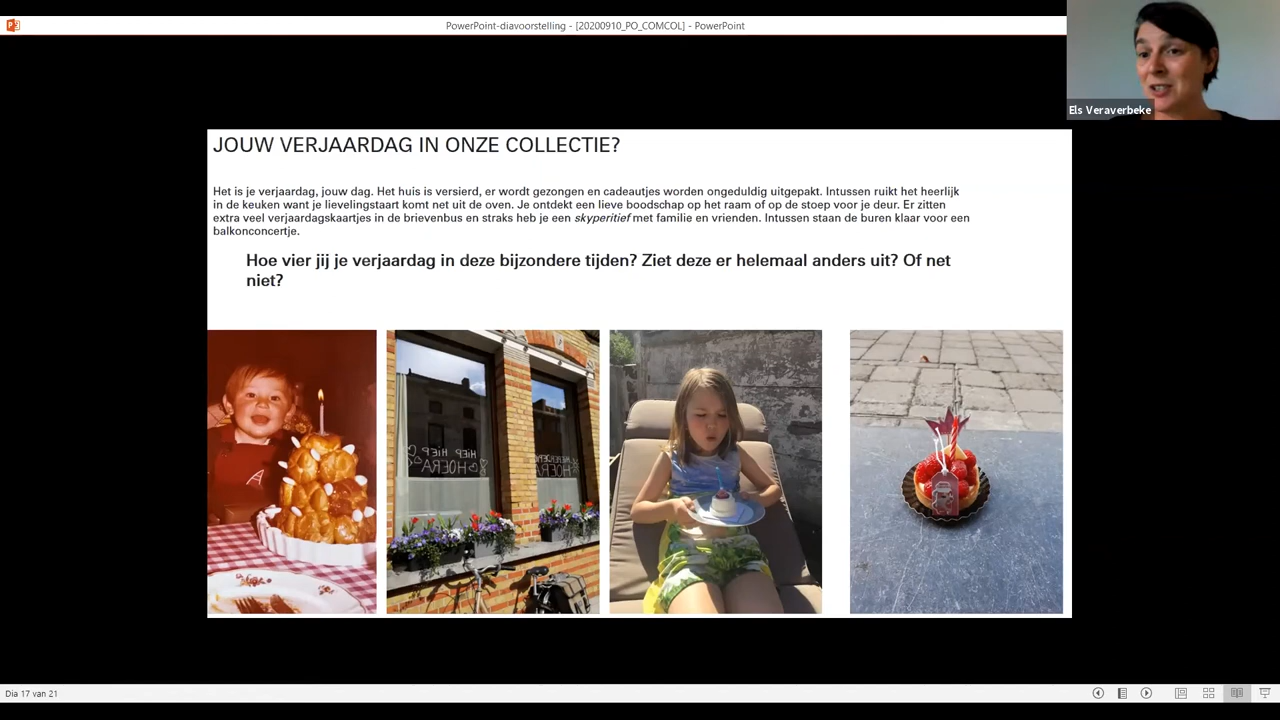 PowerPoint-diavoorstelling - [20200910_PO_COMCOL] - PowerPoint
Els Veraverbeke
JOUW VERJAARDAG IN ONZE COLLECTIE?
Het is je verjaardag, jouw dag. Het huis is versierd, er wordt gezongen en cadeautjes worden ongeduldig uitgepakt. Intussen ruikt het heerlijk
in de keuken want je lievelingstaart komt net uit de oven. Je ontdekt een lieve boodschap op het raam of op de stoep voor je deur. Er zitten
extra veel verjaardagskaartjes in de brievenbus en straks heb je een skyperitief met familie en vrienden. Intussen staan de buren klaar voor een
balkonconcertje.
Hoe vier jij je verjaardag in deze bijzondere tijden? Ziet deze er helemaal anders uit? Of net
niet?
HIEP HIEP
HOERA
HOERA
Dia 17 van 21